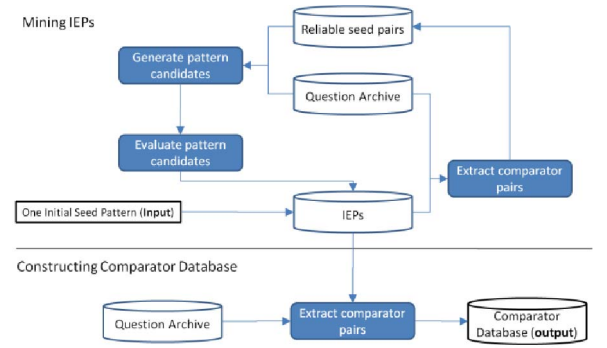 Mining IEPs
Reliable seed pairs
Generate pattern
candidates
Question Archive
Evaluate pattern
candidates
Extract comparator
pairs
One Initial Seed Pattern (Input)
IEPs
Constructing Comparator Database
Question Archive
Extract comparator
pairs
Comparator
Database (output)